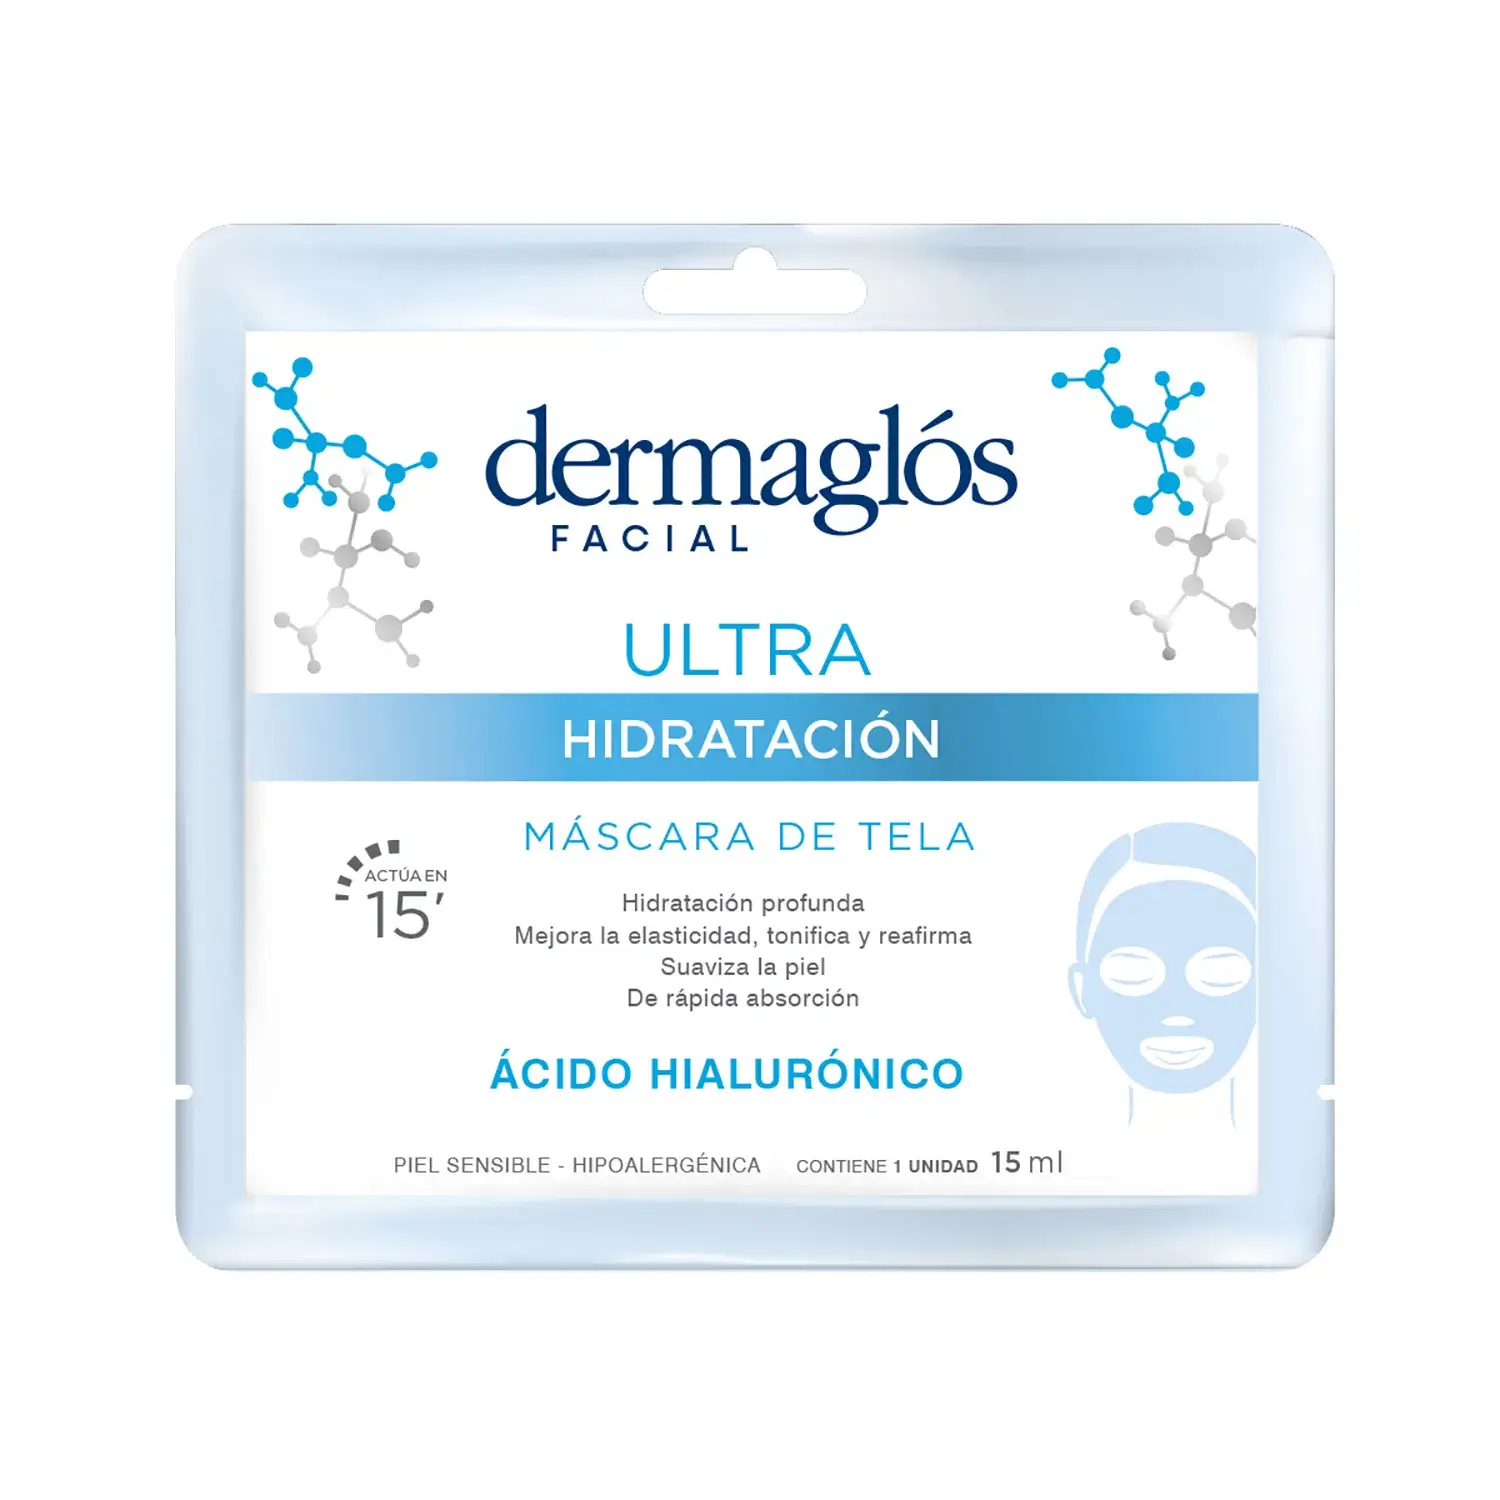 dermaglós
FACIAL
ULTRA
HIDRATACIÓN
MÁSCARA DE TELA
ACTÚA EN
15’
Hidratación profunda
Mejora la elasticidad, tonifica y reafirma
Suaviza la piel
De rápida absorción
ÁCIDO HIALURÓNICO
PIEL SENSIBLE - HIPOALERGÉNICA CONTIENE 1 UNIDAD 15 ml